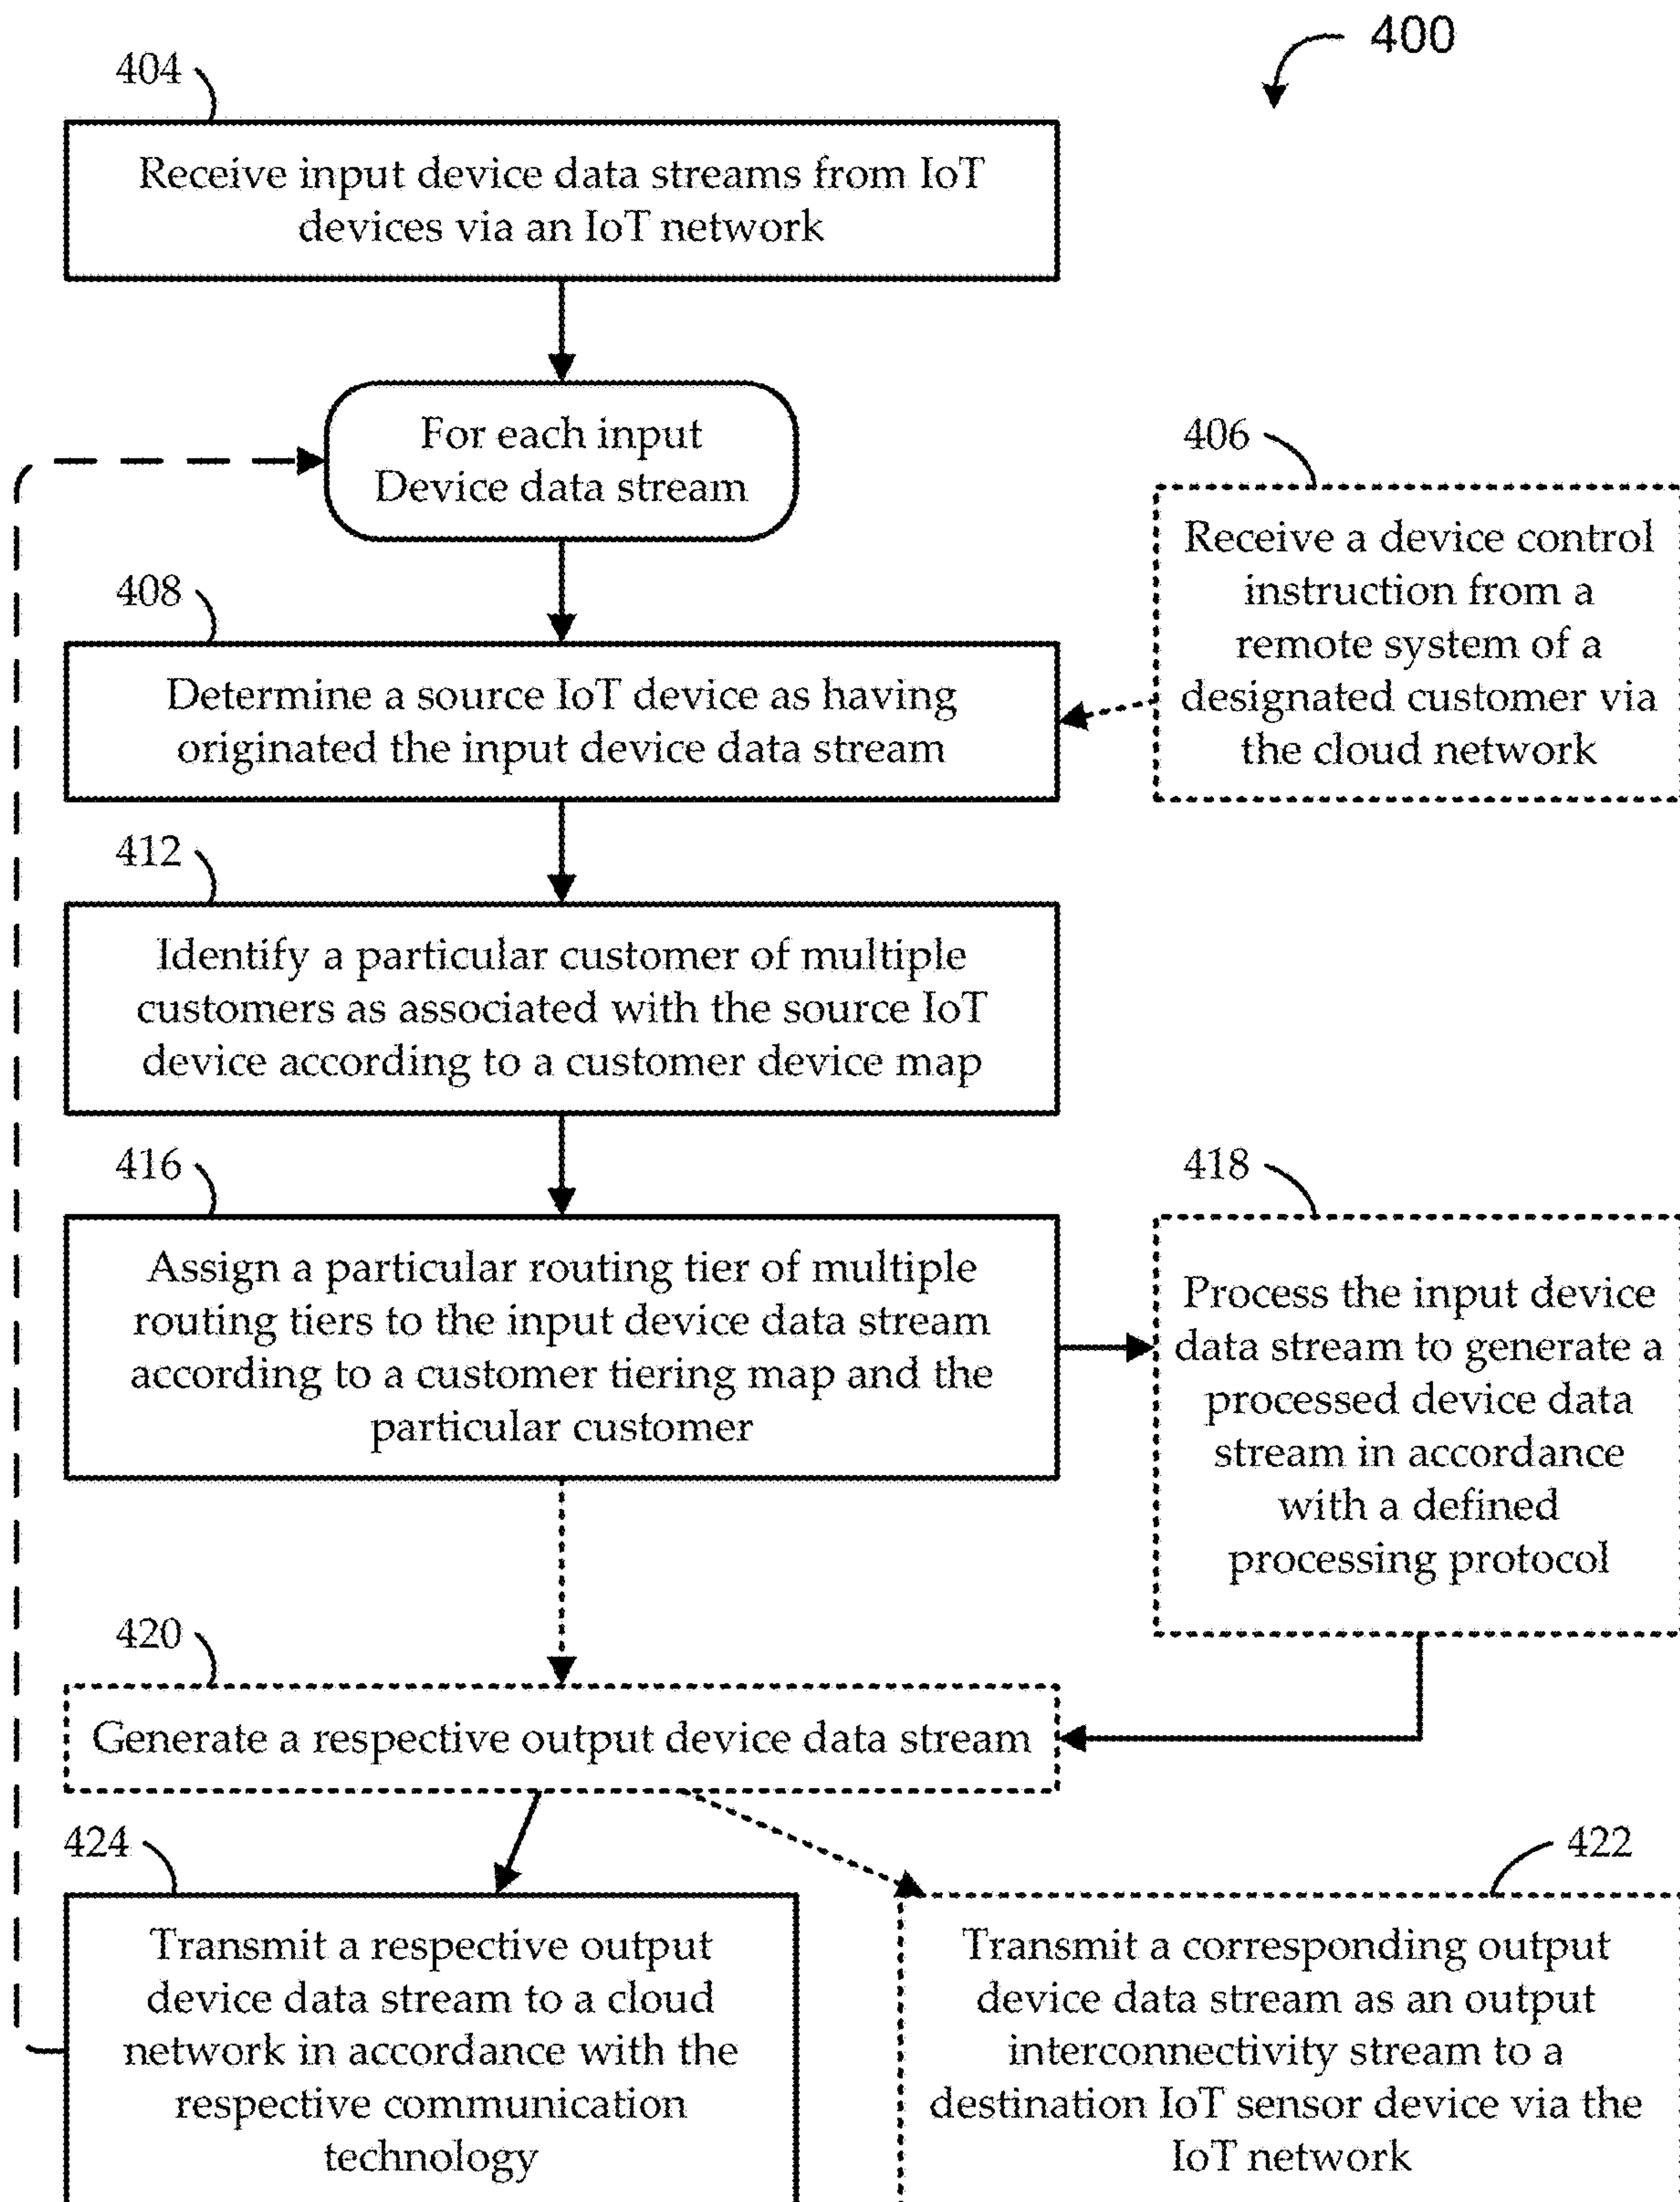 400
404
Receive input device data streams from IoT
devices via an IoT network
For each input
Device data stream
406
Receive a device control
instruction from a
remote system of a
designated customer via
the cloud network
408
Determine a source IoT device as having
originated the input device data stream
412
Identify a particular customer of multiple
customers as associated with the source IoT
device according to a customer device map
416
Assign a particular routing tier of multiple
routing tiers to the input device data stream
according to a customer tiering map and the
particular customer
418
Process the input device
data stream to generate a
processed device data
stream in accordance
with a defined
processing protocol
420
Generate a respective output device data stream
424
Transmit a respective output
device data stream to a cloud
network in accordance with the
respective communication
technology
422
Transmit a corresponding output
device data stream as an output
interconnectivity stream to a
destination IoT sensor device via the
IoT network